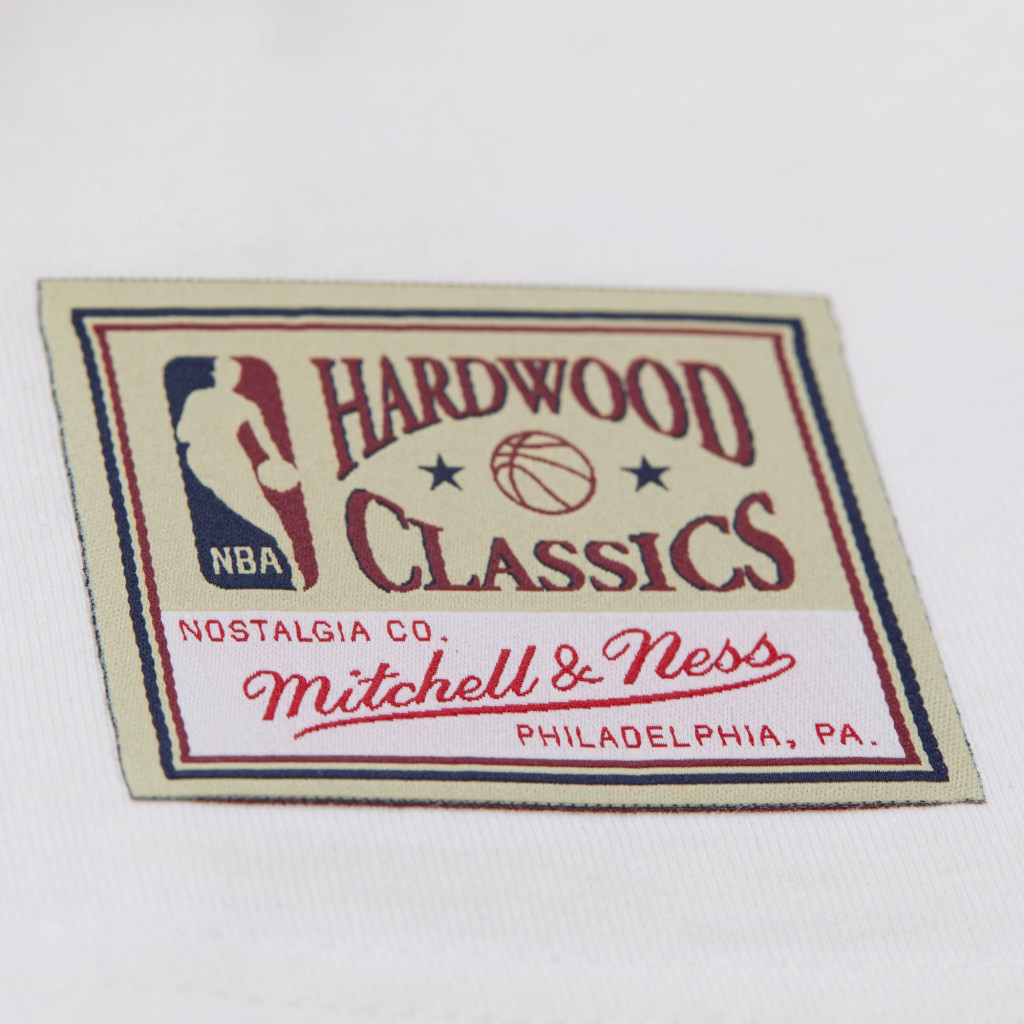 NBA
HARDWOOD
CLASSICS
NOSTALGIA CO.
Mitchell & Ness
PHILADELPHIA, PA.